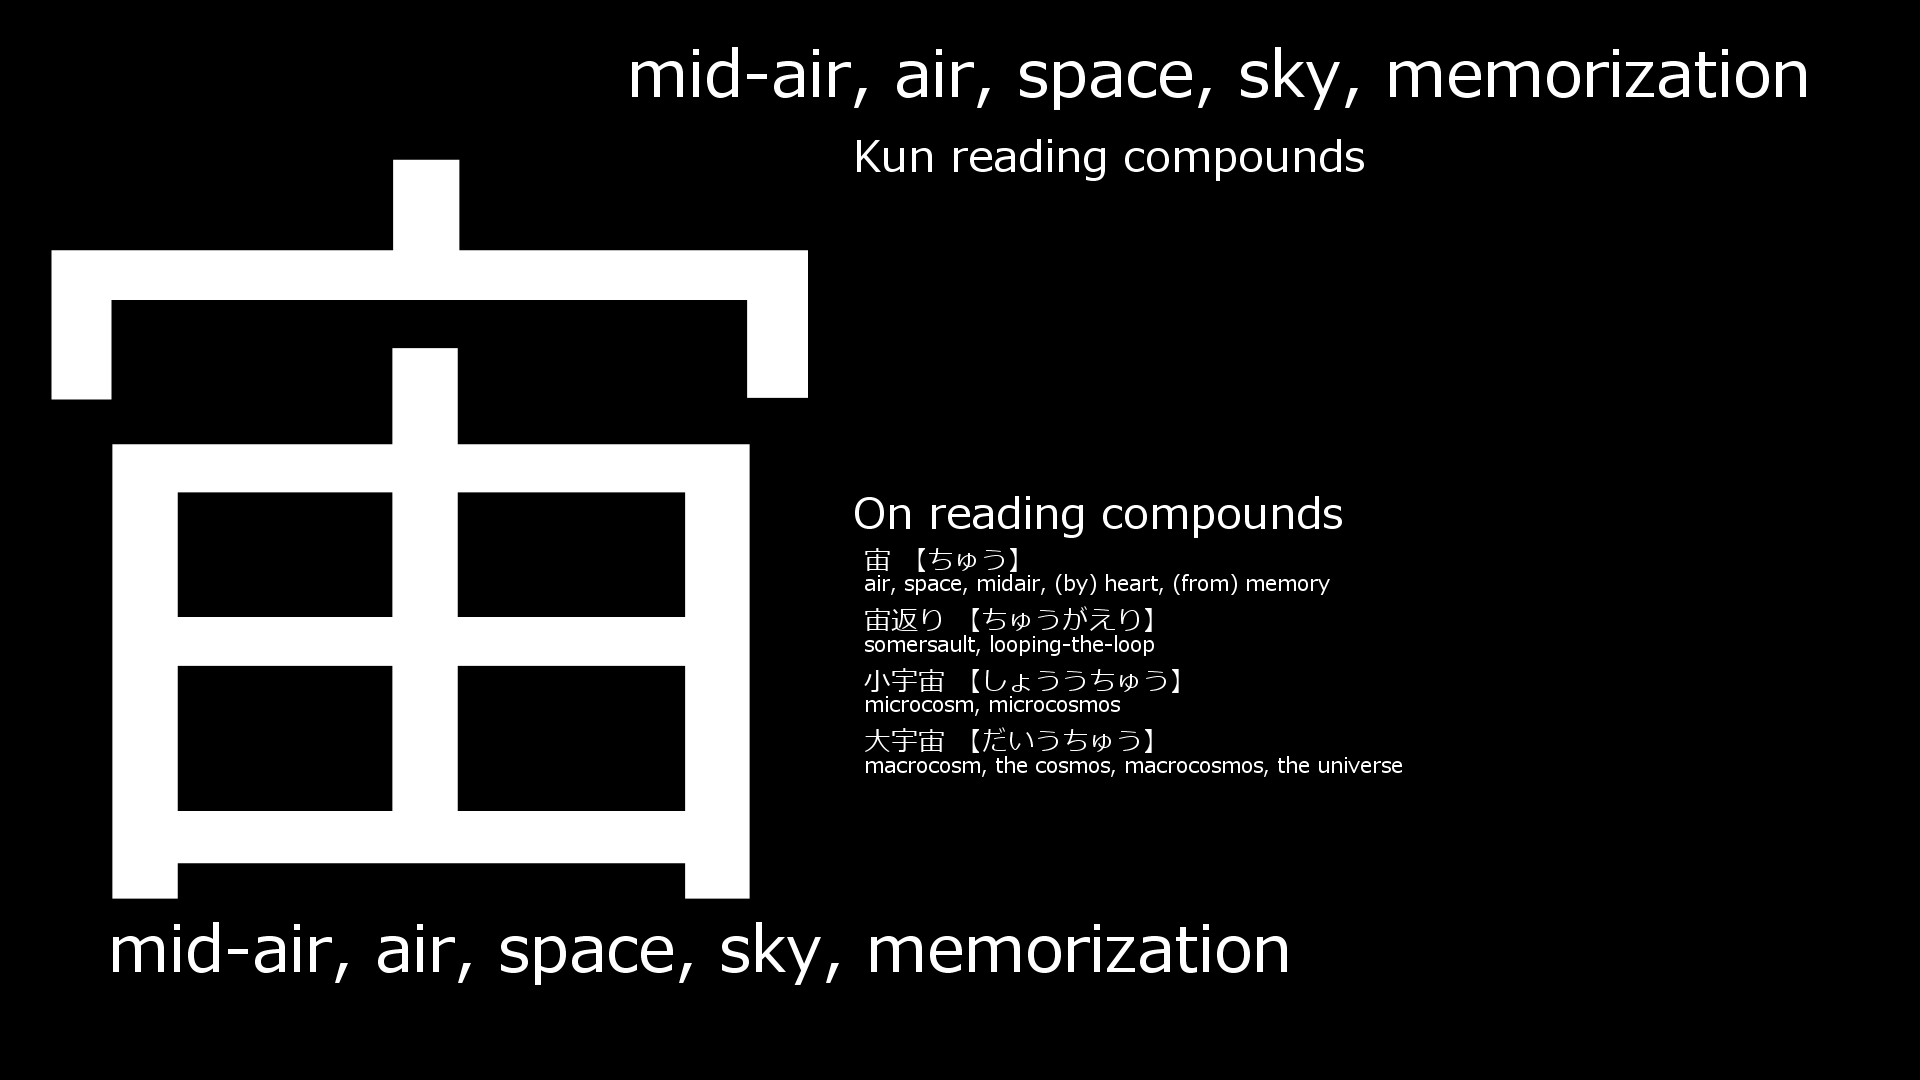 mid-air, air, space, sky, memorization
宙
Kun reading compounds
On reading compounds
宙 【ちゅう】
air, space, midair, (by) heart, (from) memory
宙返り 【ちゅうがえり】
somersault, looping-the-loop
小宇宙 【しょううちゅう】
microcosm, microcosmos
大宇宙 【だいうちゅう】
macrocosm, the cosmos, macrocosmos, the universe
mid-air, air, space, sky, memorization